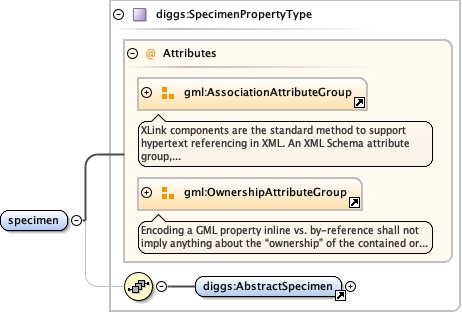 diggs:SpecimenPropertyType
@ Attributes
gml:AssociationAttributeGroup
XLink components are the standard method to support
hypertext referencing in XML. An XML Schema attribute
group,...
gml:OwnershipAttributeGroup
Encoding a GML property inline vs. by-reference shall not
imply anything about the “ownership” of the contained or...
specimen
diggs:AbstractSpecimen